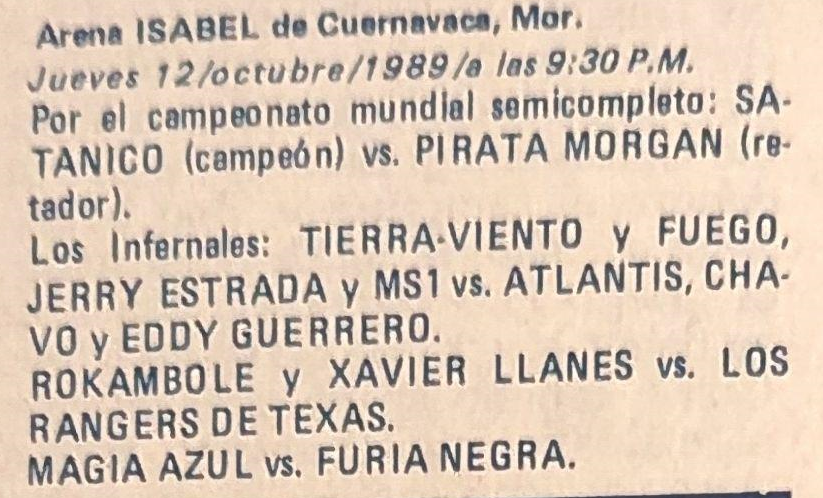 Arena ISABEL de Cuernavaca, Mor.
Jueves 12/octubre/1989/a las 9:30 P.M.
Por el campeonato mundial semicompleto: SA-
TANICO (campeón) vs. PIRATA MORGAN (re-
tador).
Los Infernales: TIERRA-VIENTO y FUEGO,
JERRY ESTRADA y MS1 vs. ATLANTIS, CHA-
VO y EDDY GUERRERO.
ROKAMBOLE y XAVIER LLANES vs. LOS
RANGERS DE TEXAS.
MAGIA AZUL vs. FURIA NEGRA.